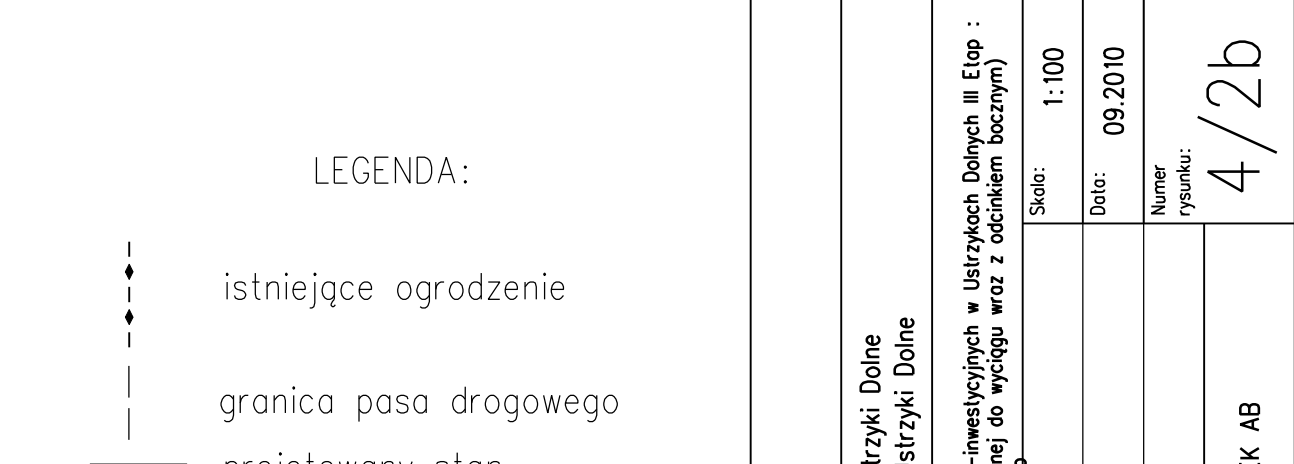 LEGENDA:
istniejące ogrodzenie
granica pasa drogowego
trzyki Dolne
strzyki Dolne
-inwestycyjnych w Ustrzykach Dolnych III Etap :
nej do wyciągu wraz z odcinkiem bocznym)
Skala:
1:100
Data:
09.2010
Numer
rysunku:
4/2b
AB